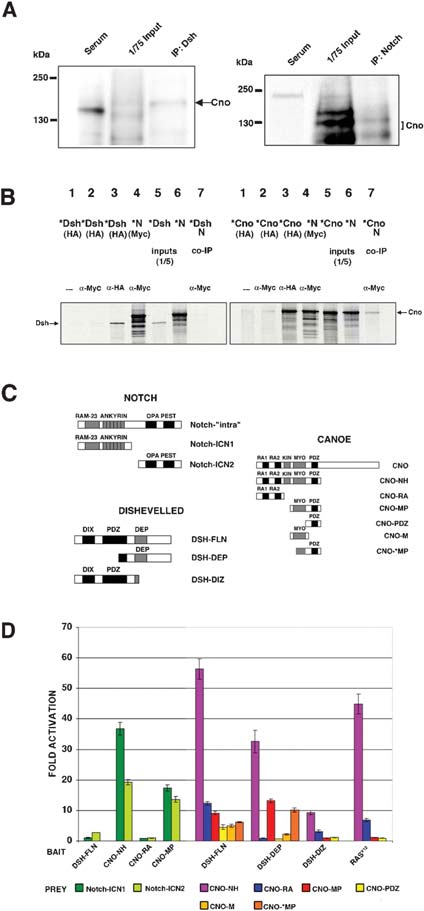 A
kDa
Serum
1/75 Input
IP: Dsh
250
130
Cno
kDa
Serum
1/75 Input
IP: Notch
250
130
Cno
B
1 2 3 4 5 6 7
*Dsh *Dsh *Dsh *N *Dsh *N *Dsh
(HA) (HA) (HA) (Myc) N
inputs co-IP
(1/5)
--- α-Myc α-HA α-Myc α-Myc
Dsh
1 2 3 4 5 6 7
*Cno *Cno *Cno *N *Cno *N *Cno
(HA) (HA) (HA) (Myc) N
inputs co-IP
(1/5)
--- α-Myc α-HA α-Myc α-Myc
Cno
C
NOTCH
RAM-23 ANKYRIN OPA PEST
Notch-"intra"
RAM-23 ANKYRIN
Notch-ICN1
OPA PEST
Notch-ICN2
DISHEVELLED
DIX PDZ DEP
DSH-FLN
DEP
DSH-DEP
DIX PDZ
DSH-DIZ
CANOE
RA1 RA2 KIN MYO PDZ
CNO
RA1 RA2 KIN MYO PDZ
CNO-NH
RA1 RA2
CNO-RA
MYO PDZ
CNO-MP
PDZ
CNO-PDZ
MYO
CNO-M
PDZ
CNO-*MP
D
FOLD ACTIVATION
70
60
50
40
30
20
10
0
BAIT
DSH-FLN
CNO-NH
CNO-RA
CNO-MP
DSH-FLN
DSH-DEP
DSH-DIZ
PREY Notch-ICN1 Notch-ICN2 CNO-NH CNO-RA CNO-MP CNO-PDZ
CNO-M CNO-*MP